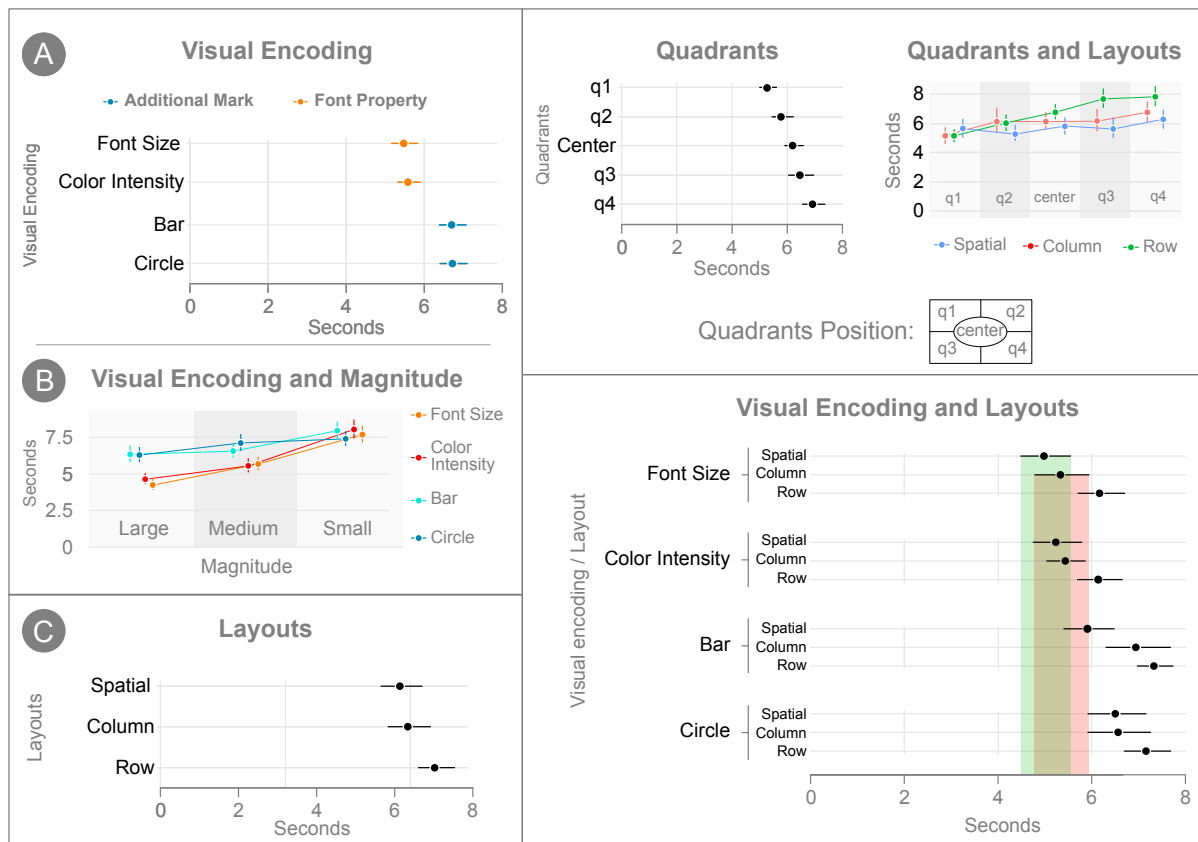 A
Visual Encoding
Additional Mark
Font Property
Visual Encoding
Font Size
Color Intensity
Bar
Circle
0 2 4 6 8
Seconds
B
Visual Encoding and Magnitude
Seconds
7.5
5
2.5
0
Large Medium Small
Magnitude
Font Size
Color
Intensity
Bar
Circle
C
Layouts
Layouts
Spatial
Column
Row
0 2 4 6 8
Seconds
Quadrants
Quadrants
q1
q2
Center
q3
q4
0 2 4 6 8
Seconds
Quadrants and Layouts
Seconds
8
6
4
2
0
q1 q2 center q3 q4
Spatial Column Row
Quadrants Position:
q1 q2
center
q3 q4
Visual Encoding and Layouts
Visual encoding / Layout
Font Size
Spatial
Column
Row
Color Intensity
Spatial
Column
Row
Bar
Spatial
Column
Row
Circle
Spatial
Column
Row
0 2 4 6 8
Seconds